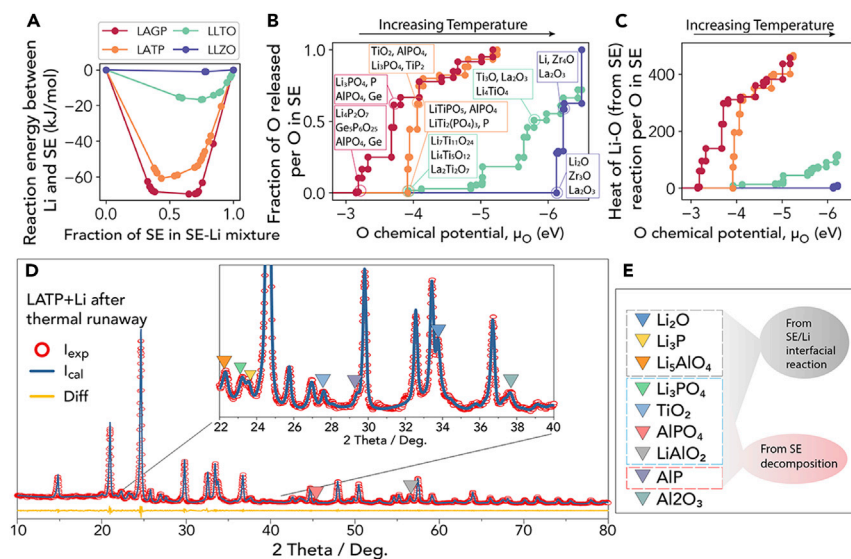 A
LAGP
LLTO
LATP
LLZO
Reaction energy between
Li and SE (kJ/mol)
0
−20
−40
−60
0.0
0.5
1.0
Fraction of SE in SE-Li mixture
B
Increasing Temperature
Fraction of O released
per O in SE
1.0
0.5
0.0
TiO₂, AlPO₄,
Li₃PO₄, TiP₂
Li₃PO₄, P
AlPO₄, Ge
Li₄P₂O₇
Ge₅P₆O₂₅
AlPO₄, Ge
Ti₃O, La₂O₃
Li₄TiO₄
LiTiPO₅, AlPO₄
LiTi₂(PO₄)₃, P
Li₇Ti₁₁O₂₄
Li₄Ti₅O₁₂
La₂Ti₂O₇
Li, Zr₄O
La₂O₃
Li₂O
Zr₃O
La₂O₃
−3
−4
−5
−6
O chemical potential, μO (eV)
C
Increasing Temperature
Heat of Li-O (from SE)
reaction per O in SE
400
200
0
−3
−4
−5
−6
O chemical potential, μO (eV)
D
LATP+Li after
thermal runaway
Iexp
Ical
Diff
22 24 26 28 30 32 34 36 38 40
2 Theta / Deg.
10 20 30 40 50 60 70 80
2 Theta / Deg.
E
Li₂O
Li₃P
Li₅AlO₄
Li₃PO₄
TiO₂
AlPO₄
LiAlO₂
AlP
Al2O₃
From
SE/Li
interfacial
reaction
From SE
decomposition